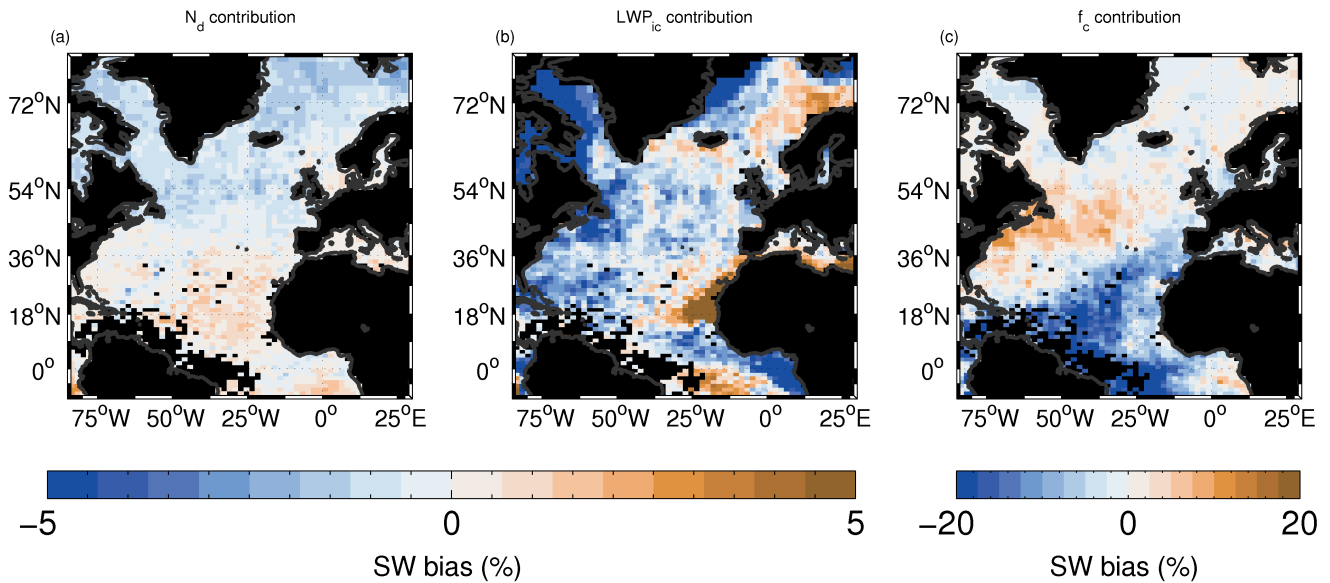 N_d contribution
LWP_ic contribution
f_c contribution
(a)
(b)
(c)
72°N
54°N
36°N
18°N
0°
75°W 50°W 25°W 0° 25°E
72°N
54°N
36°N
18°N
0°
75°W 50°W 25°W 0° 25°E
72°N
54°N
36°N
18°N
0°
75°W 50°W 25°W 0° 25°E
−5 0 5
SW bias (%)
−20 0 20
SW bias (%)